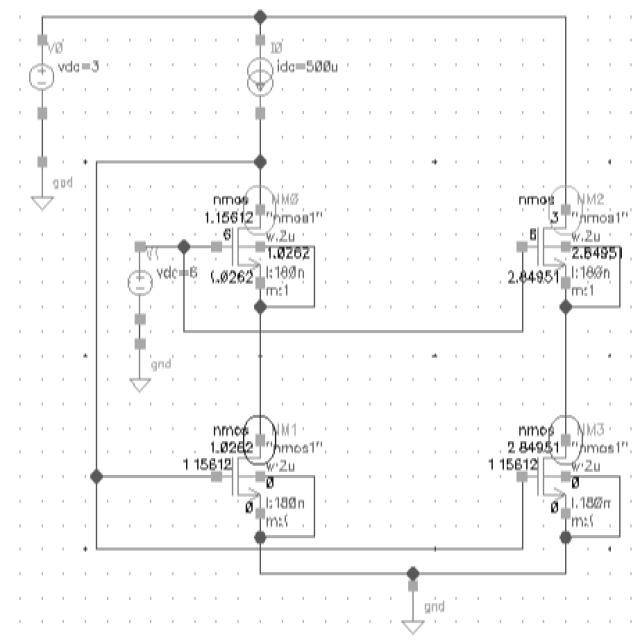 V0
vdc=3
gnd
I0
idc=500u
nmos NM0
1.15612 "nmos1"
6 w:2u
1.0262
1.0262 l:180n
m:1
vdc=6
gnd
nmos NM2
3 "nmos1"
6 w:2u
2.84951
2.84951 l:180n
m:1
nmos NM1
1.0262 "nmos1"
1.15612 w:2u
0
0 l:180n
nmos NM3
2.84951 "nmos1"
1.15612 w:2u
0
0 l:180n
gnd